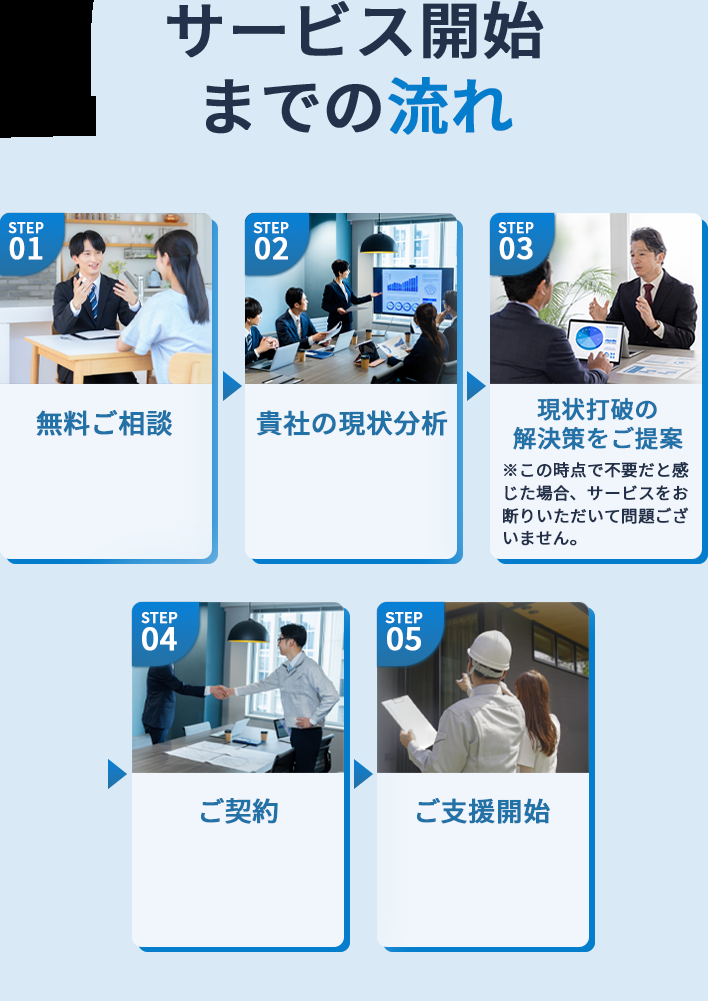 サービス開始
までの流れ
STEP
01
無料ご相談
STEP
02
貴社の現状分析
STEP
03
現状打破の
解決策をご提案
※この時点で不要だと感
じた場合、サービスをお
断りいただいて問題ござ
いません。
STEP
04
ご契約
STEP
05
ご支援開始